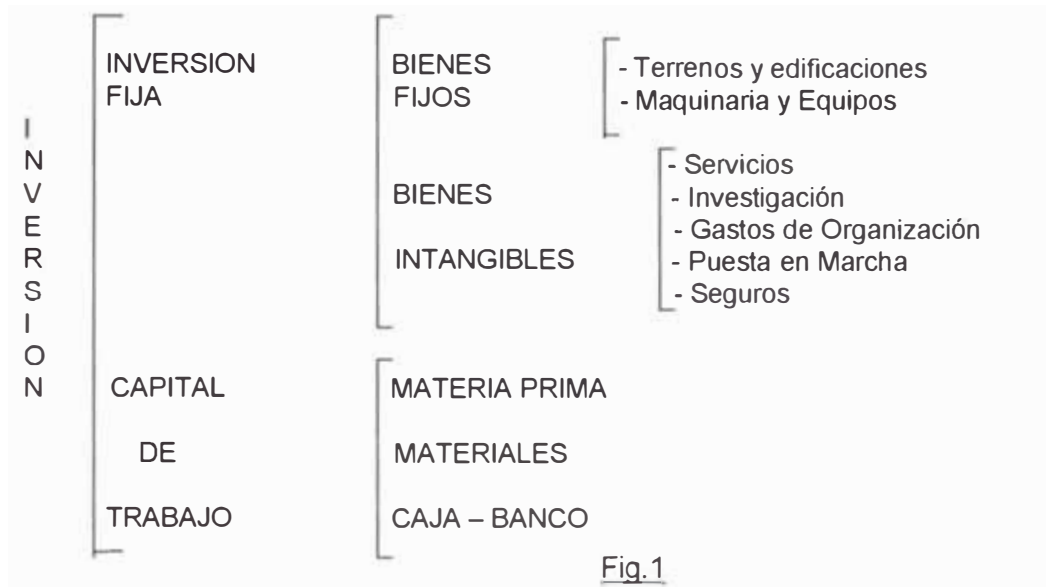 INVERSION
INVERSION
FIJA
BIENES
FIJOS
- Terrenos y edificaciones
- Maquinaria y Equipos
BIENES
INTANGIBLES
- Servicios
- Investigación
- Gastos de Organización
- Puesta en Marcha
- Seguros
CAPITAL
DE
TRABAJO
MATERIA PRIMA
MATERIALES
CAJA – BANCO
Fig.1